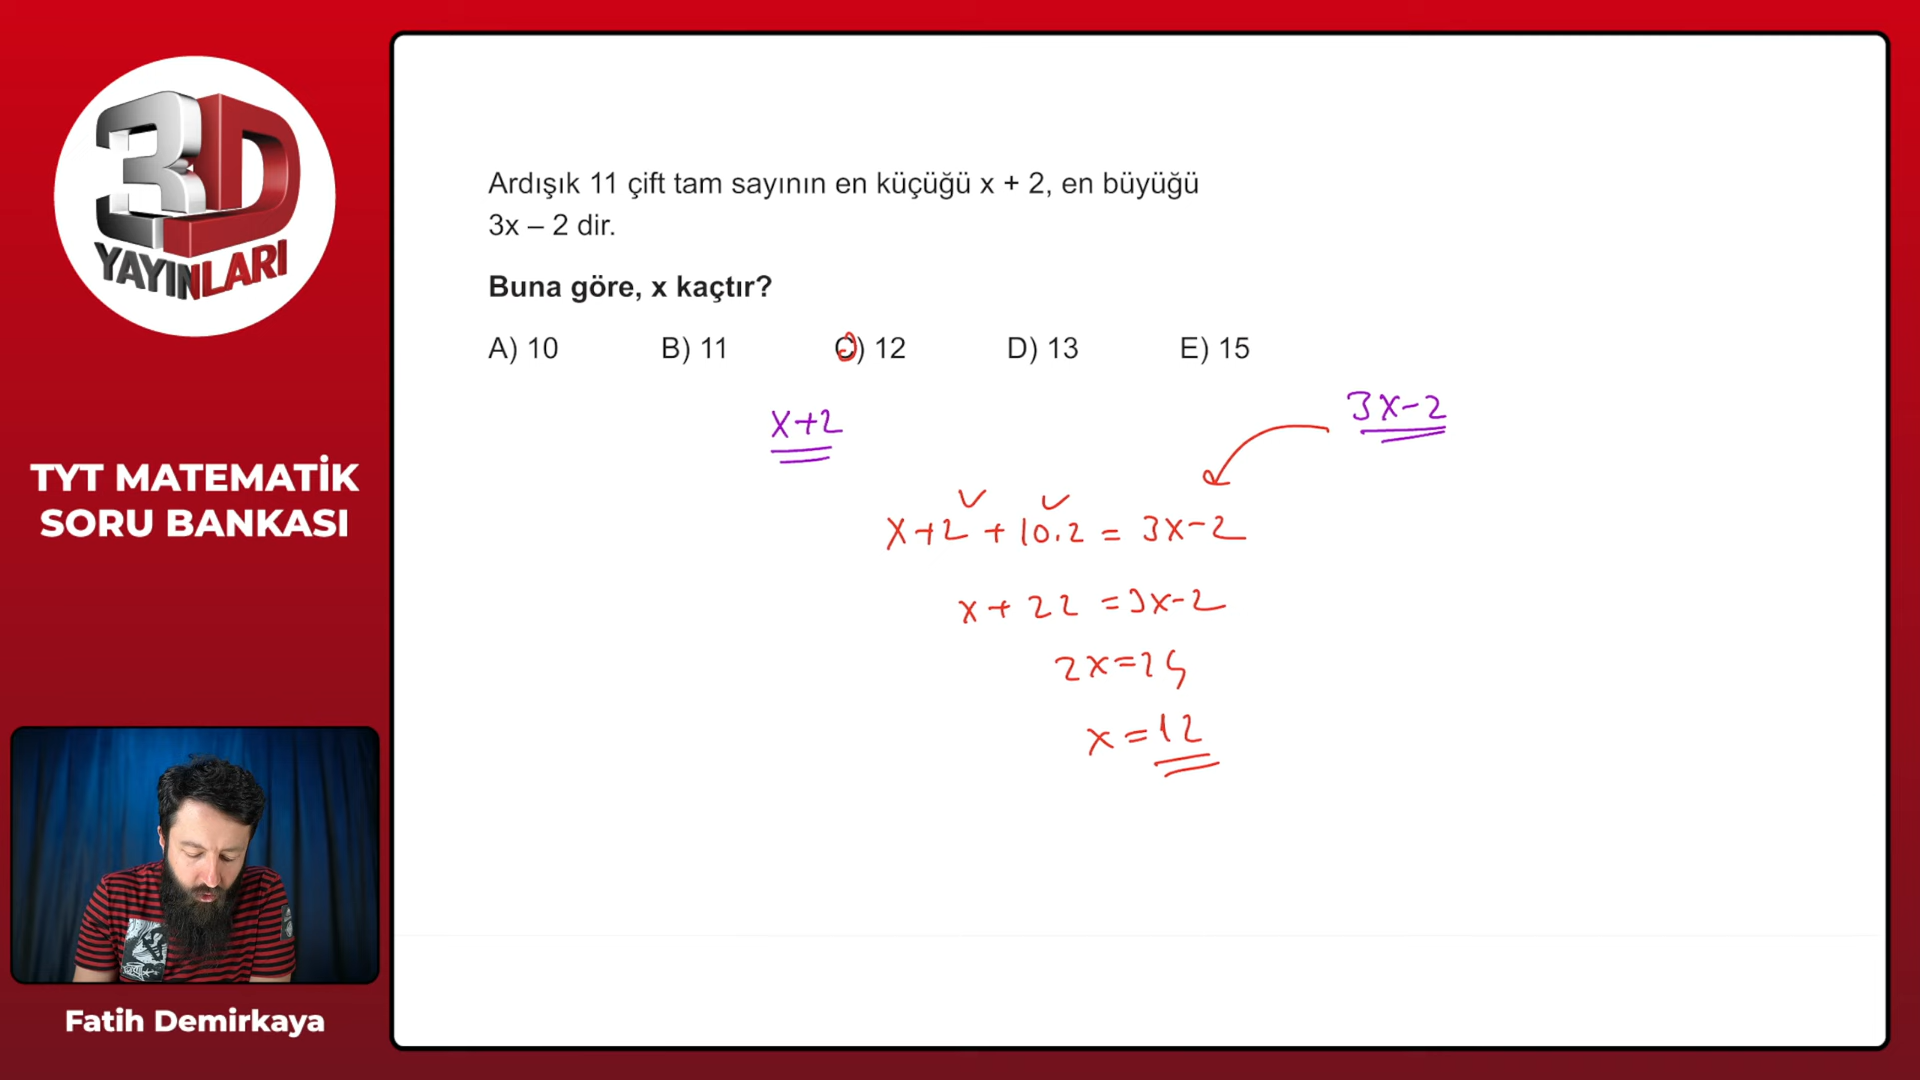 3D
YAYINLARI
TYT MATEMATİK
SORU BANKASI
Fatih Demirkaya
Ardışık 11 çift tam sayının en küçüğü x + 2, en büyüğü
3x – 2 dir.
Buna göre, x kaçtır?
A) 10 B) 11 C) 12 D) 13 E) 15
x+2 3x-2
x+2 + 10.2 = 3x-2
x + 22 = 3x-2
2x=24
x = 12